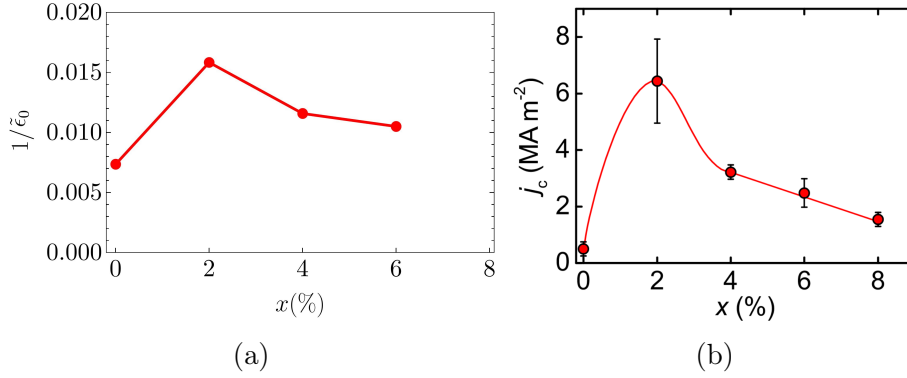 0.020
0.015
0.010
0.005
0.000
1/ε̃₀
0 2 4 6 8
x(%)
(a)
8
6
4
2
0
j_c (MA m⁻²)
0 2 4 6 8
x (%)
(b)